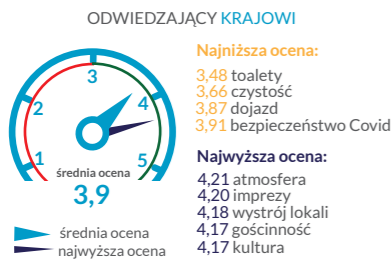 ODWIEDZAJĄCY KRAJOWI
1
2
3
4
5
średnia ocena
3,9
średnia ocena
najwyższa ocena
Najniższa ocena:
3,48 toalety
3,66 czystość
3,87 dojazd
3,91 bezpieczeństwo Covid
Najwyższa ocena:
4,21 atmosfera
4,20 imprezy
4,18 wystrój lokali
4,17 gościnność
4,17 kultura